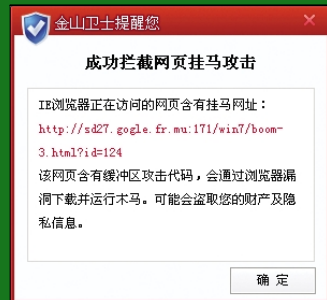 金山卫士提醒您
成功拦截网页挂马攻击
IE浏览器正在访问的网页含有挂马网址：
http://sd27.gogle.fr.mu:171/win7/boom-
3.html?id=124
该网页含有缓冲区攻击代码，会通过浏览器漏
洞下载并运行木马。可能会盗取您的财产及隐
私信息。
确 定